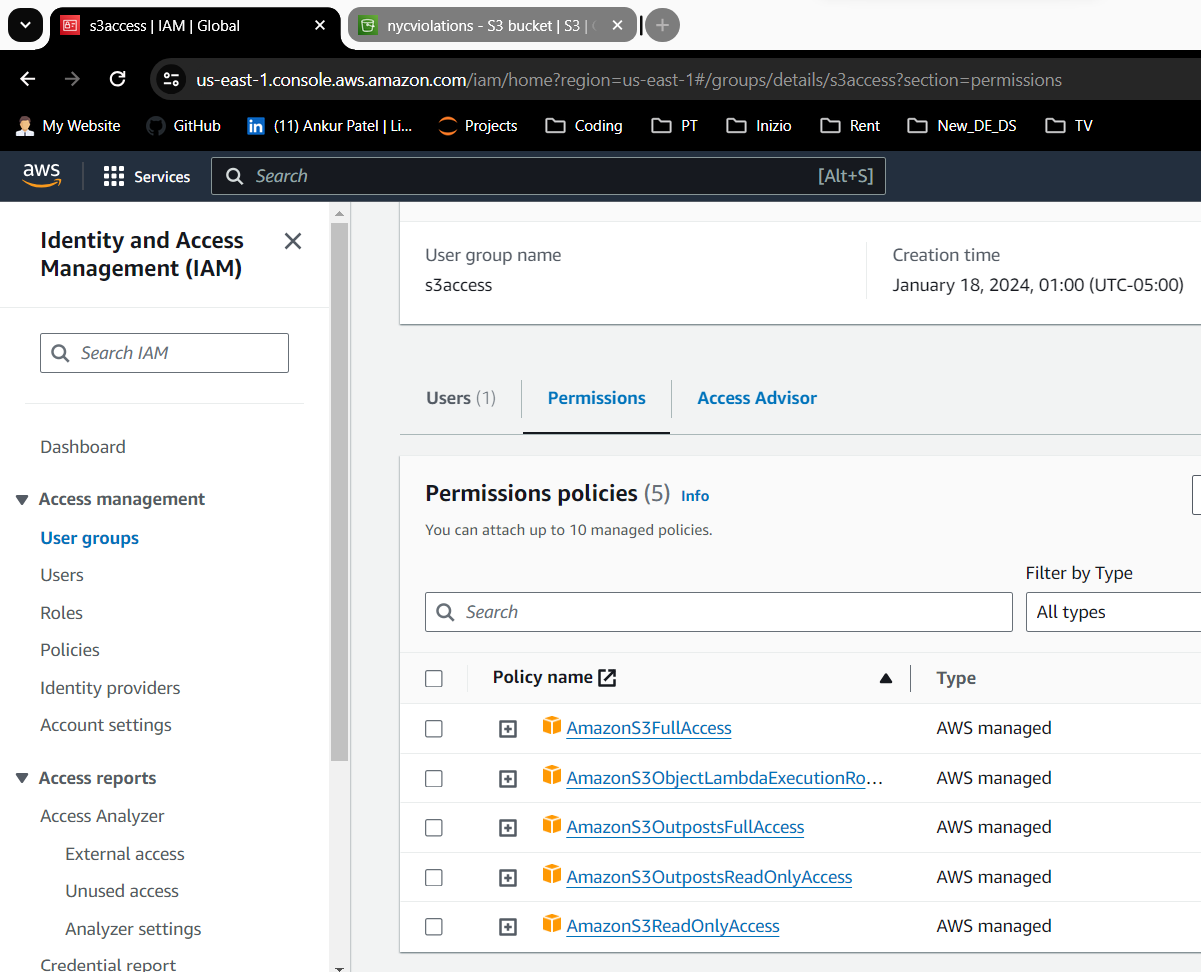 s3access | IAM | Global
nycviolations - S3 bucket | S3 |
us-east-1.console.aws.amazon.com/iam/home?region=us-east-1#/groups/details/s3access?section=permissions
My Website GitHub (11) Ankur Patel | Li... Projects Coding PT Inizio Rent New_DE_DS TV
aws Services Search [Alt+S]
Identity and Access
Management (IAM)
Search IAM
Dashboard
Access management
User groups
Users
Roles
Policies
Identity providers
Account settings
Access reports
Access Analyzer
External access
Unused access
Analyzer settings
Credential report
User group name
s3access
Creation time
January 18, 2024, 01:00 (UTC-05:00)
Users (1) Permissions Access Advisor
Permissions policies (5) Info
You can attach up to 10 managed policies.
Filter by Type
Search All types
Policy name Type
AmazonS3FullAccess AWS managed
AmazonS3ObjectLambdaExecutionRo... AWS managed
AmazonS3OutpostsFullAccess AWS managed
AmazonS3OutpostsReadOnlyAccess AWS managed
AmazonS3ReadOnlyAccess AWS managed